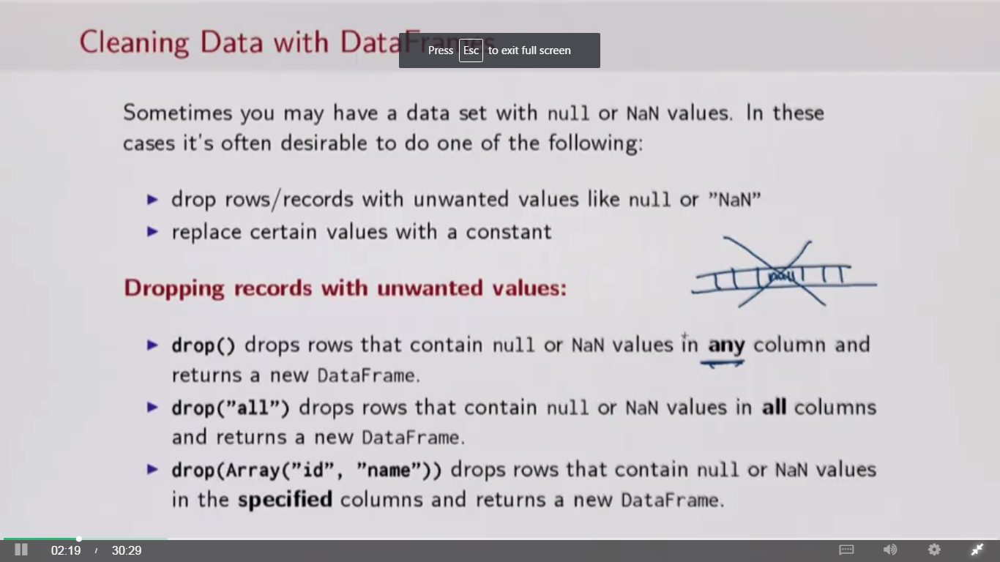 Cleaning Data with DataFrames
Press Esc to exit full screen
Sometimes you may have a data set with null or NaN values. In these
cases it's often desirable to do one of the following:
▶ drop rows/records with unwanted values like null or ”NaN”
▶ replace certain values with a constant
null
Dropping records with unwanted values:
▶ drop() drops rows that contain null or NaN values in any column and
returns a new DataFrame.
▶ drop(”all”) drops rows that contain null or NaN values in all columns
and returns a new DataFrame.
▶ drop(Array(”id”, ”name”)) drops rows that contain null or NaN values
in the specified columns and returns a new DataFrame.
02:19 / 30:29